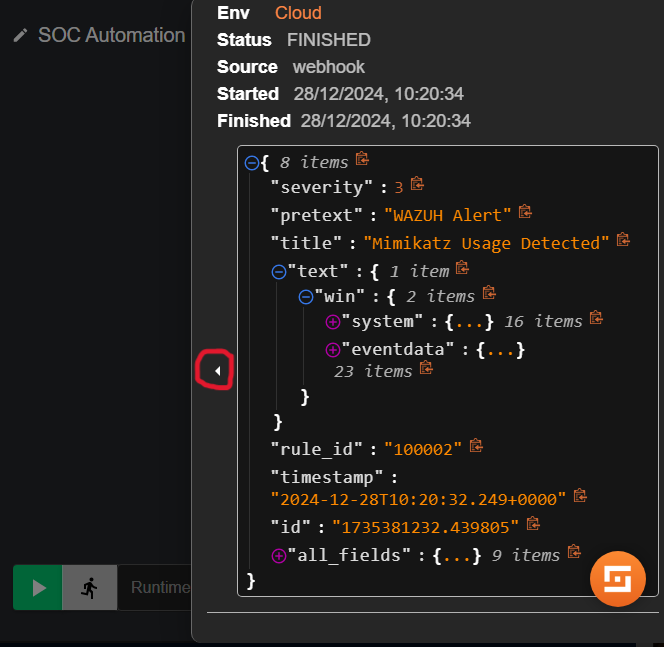 SOC Automation
Env Cloud
Status FINISHED
Source webhook
Started 28/12/2024, 10:20:34
Finished 28/12/2024, 10:20:34
{ 8 items
"severity" : 3
"pretext" : "WAZUH Alert"
"title" : "Mimikatz Usage Detected"
"text" : { 1 item
"win" : { 2 items
"system" : {...} 16 items
"eventdata" : {...}
23 items
}
}
"rule_id" : "100002"
"timestamp" :
"2024-12-28T10:20:32.249+0000"
"id" : "1735381232.439805"
"all_fields" : {...} 9 items
}
Runtime